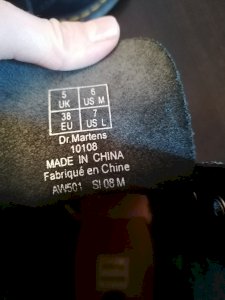 5 6
UK US M
38 7
EU US L
Dr.Martens
10108
MADE IN CHINA
Fabriqué en Chine
AW501 SI 08 M